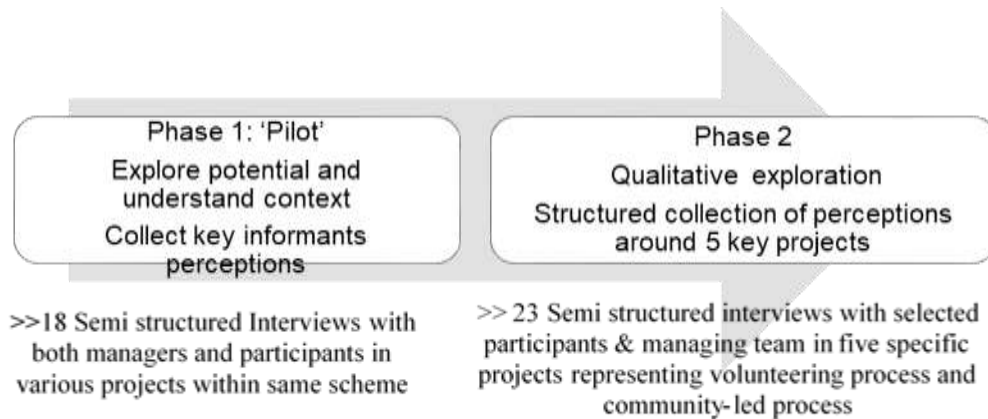 Phase 1: ‘Pilot’
Explore potential and
understand context
Collect key informants
perceptions
>>18 Semi structured Interviews with
both managers and participants in
various projects within same scheme
Phase 2
Qualitative exploration
Structured collection of perceptions
around 5 key projects
>> 23 Semi structured interviews with selected
participants & managing team in five specific
projects representing volunteering process and
community-led process